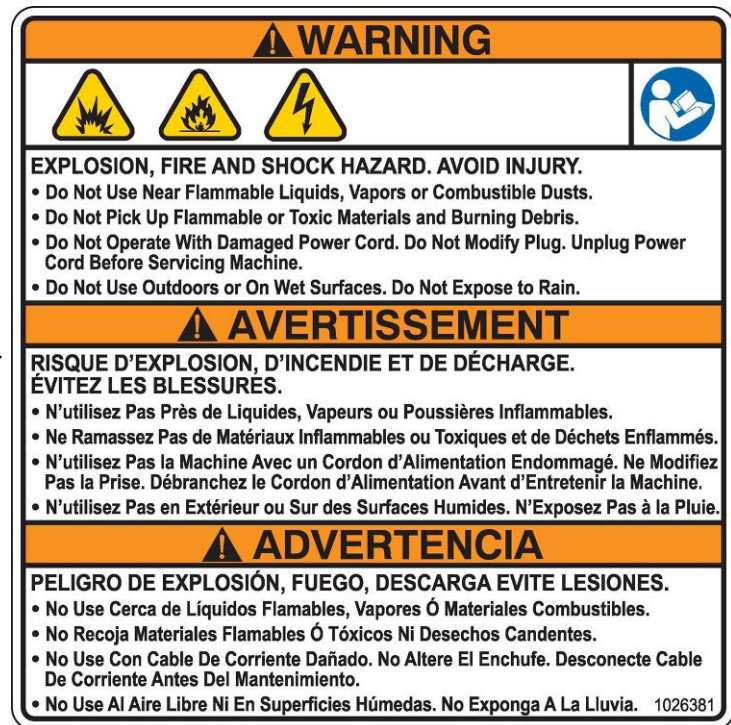 WARNING
EXPLOSION, FIRE AND SHOCK HAZARD. AVOID INJURY.
• Do Not Use Near Flammable Liquids, Vapors or Combustible Dusts.
• Do Not Pick Up Flammable or Toxic Materials and Burning Debris.
• Do Not Operate With Damaged Power Cord. Do Not Modify Plug. Unplug Power
Cord Before Servicing Machine.
• Do Not Use Outdoors or On Wet Surfaces. Do Not Expose to Rain.
AVERTISSEMENT
RISQUE D'EXPLOSION, D'INCENDIE ET DE DÉCHARGE.
ÉVITEZ LES BLESSURES.
• N'utilisez Pas Près de Liquides, Vapeurs ou Poussières Inflammables.
• Ne Ramassez Pas de Matériaux Inflammables ou Toxiques et de Déchets Enflammés.
• N'utilisez Pas la Machine Avec un Cordon d'Alimentation Endommagé. Ne Modifiez
Pas la Prise. Débranchez le Cordon d'Alimentation Avant d'Entretenir la Machine.
• N'utilisez Pas en Extérieur ou Sur des Surfaces Humides. N'Exposez Pas à la Pluie.
ADVERTENCIA
PELIGRO DE EXPLOSIÓN, FUEGO, DESCARGA EVITE LESIONES.
• No Use Cerca de Líquidos Flamables, Vapores Ó Materiales Combustibles.
• No Recoja Materiales Flamables Ó Tóxicos Ni Desechos Candentes.
• No Use Con Cable De Corriente Dañado. No Altere El Enchufe. Desconecte Cable
De Corriente Antes Del Mantenimiento.
• No Use Al Aire Libre Ni En Superficies Húmedas. No Exponga A La Lluvia. 1026381